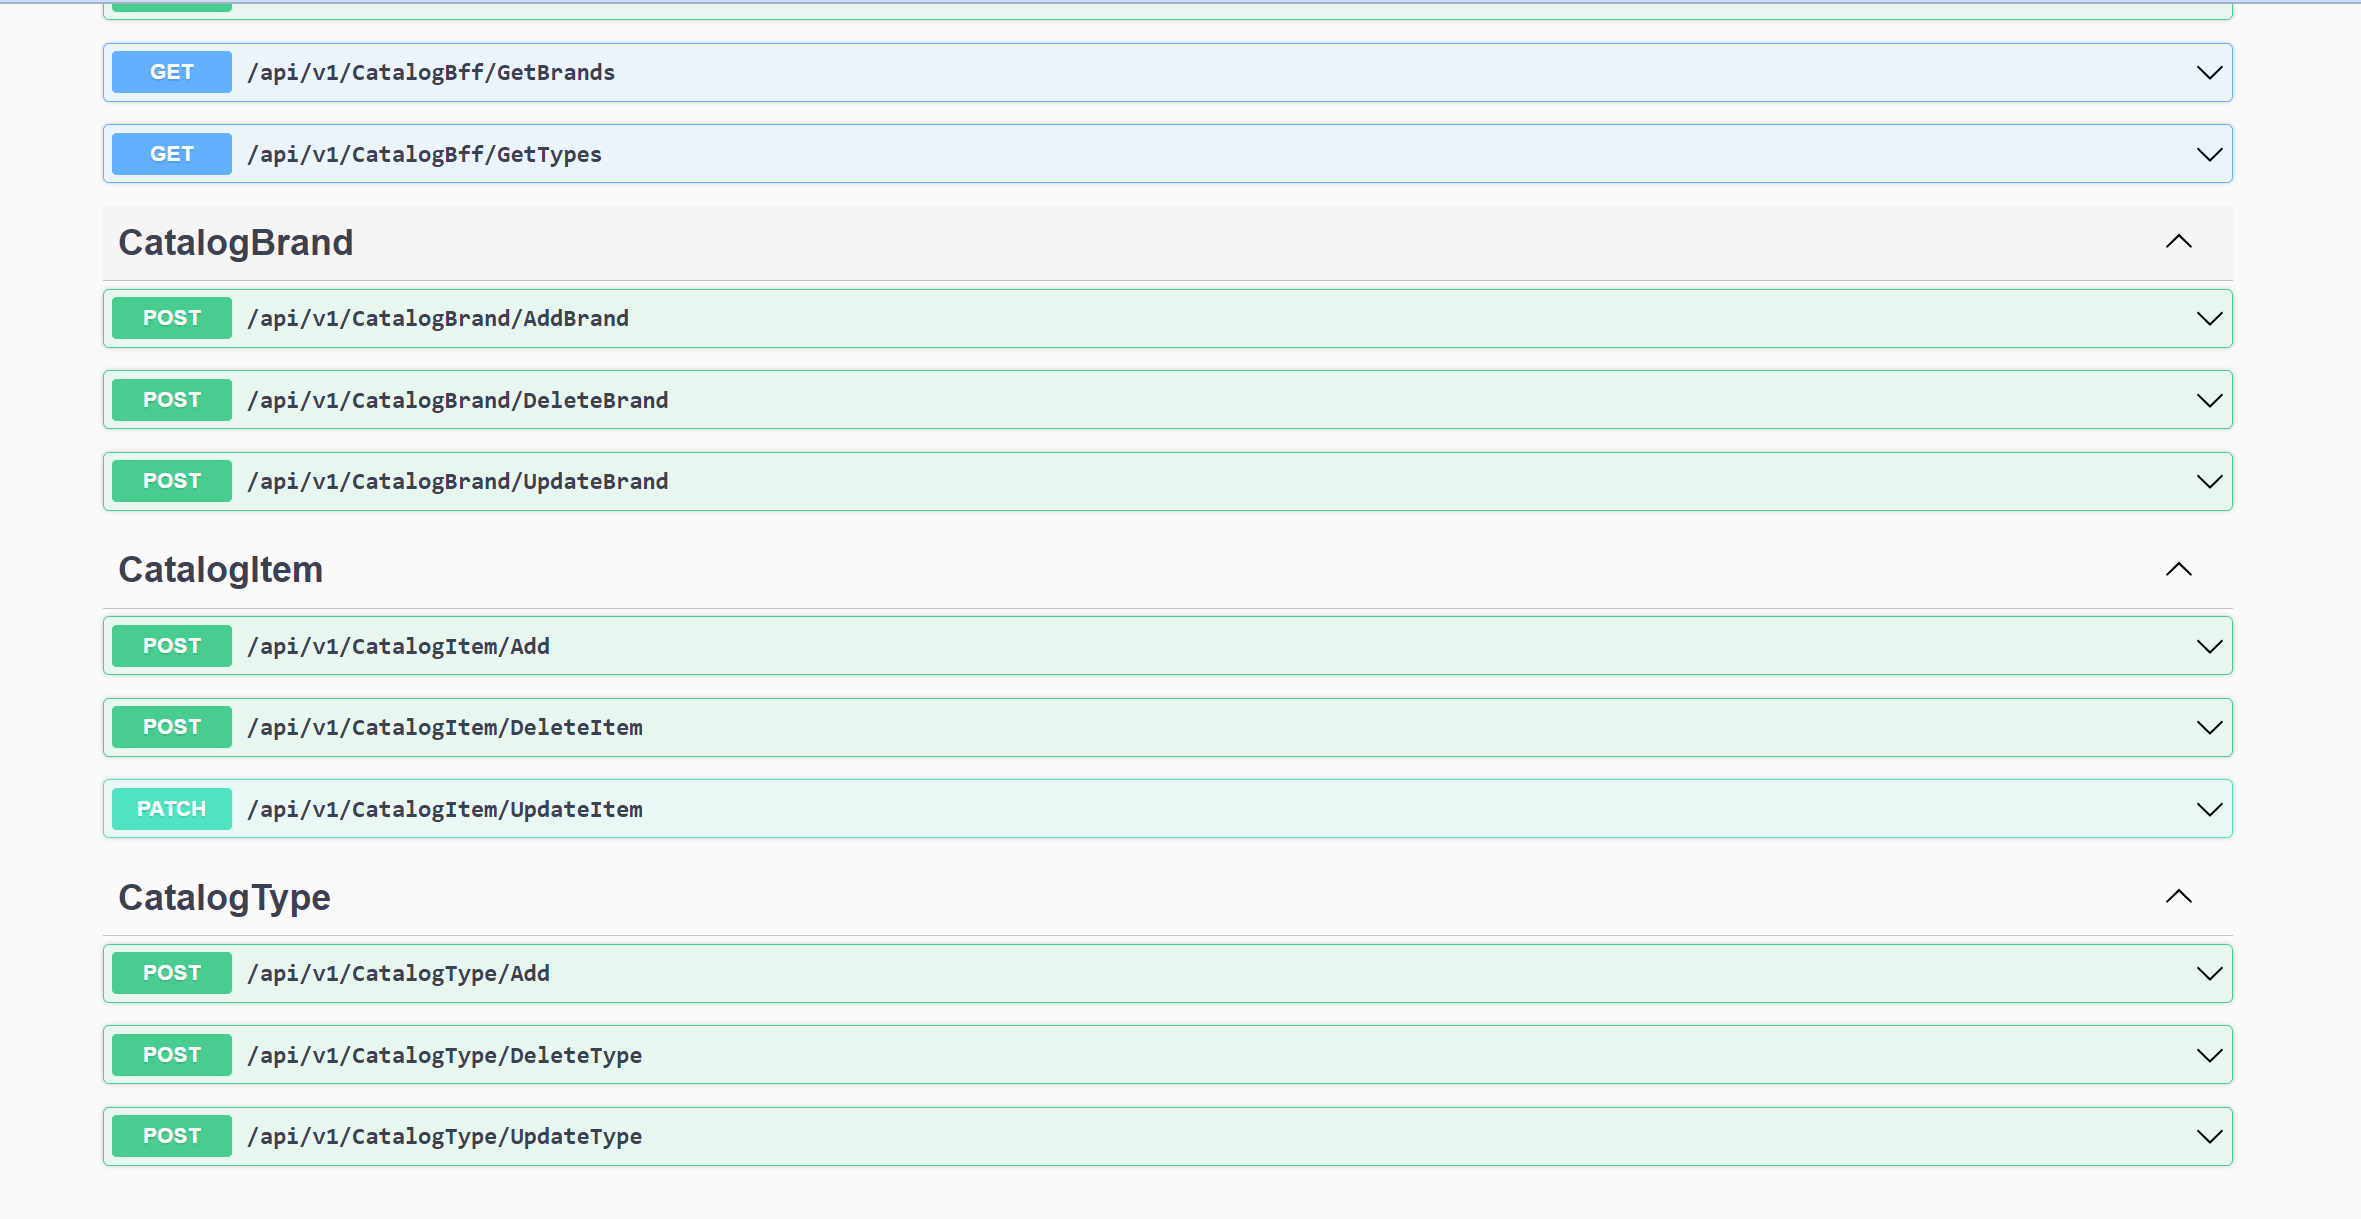 GET /api/v1/CatalogBff/GetBrands
GET /api/v1/CatalogBff/GetTypes
CatalogBrand
POST /api/v1/CatalogBrand/AddBrand
POST /api/v1/CatalogBrand/DeleteBrand
POST /api/v1/CatalogBrand/UpdateBrand
CatalogItem
POST /api/v1/CatalogItem/Add
POST /api/v1/CatalogItem/DeleteItem
PATCH /api/v1/CatalogItem/UpdateItem
CatalogType
POST /api/v1/CatalogType/Add
POST /api/v1/CatalogType/DeleteType
POST /api/v1/CatalogType/UpdateType